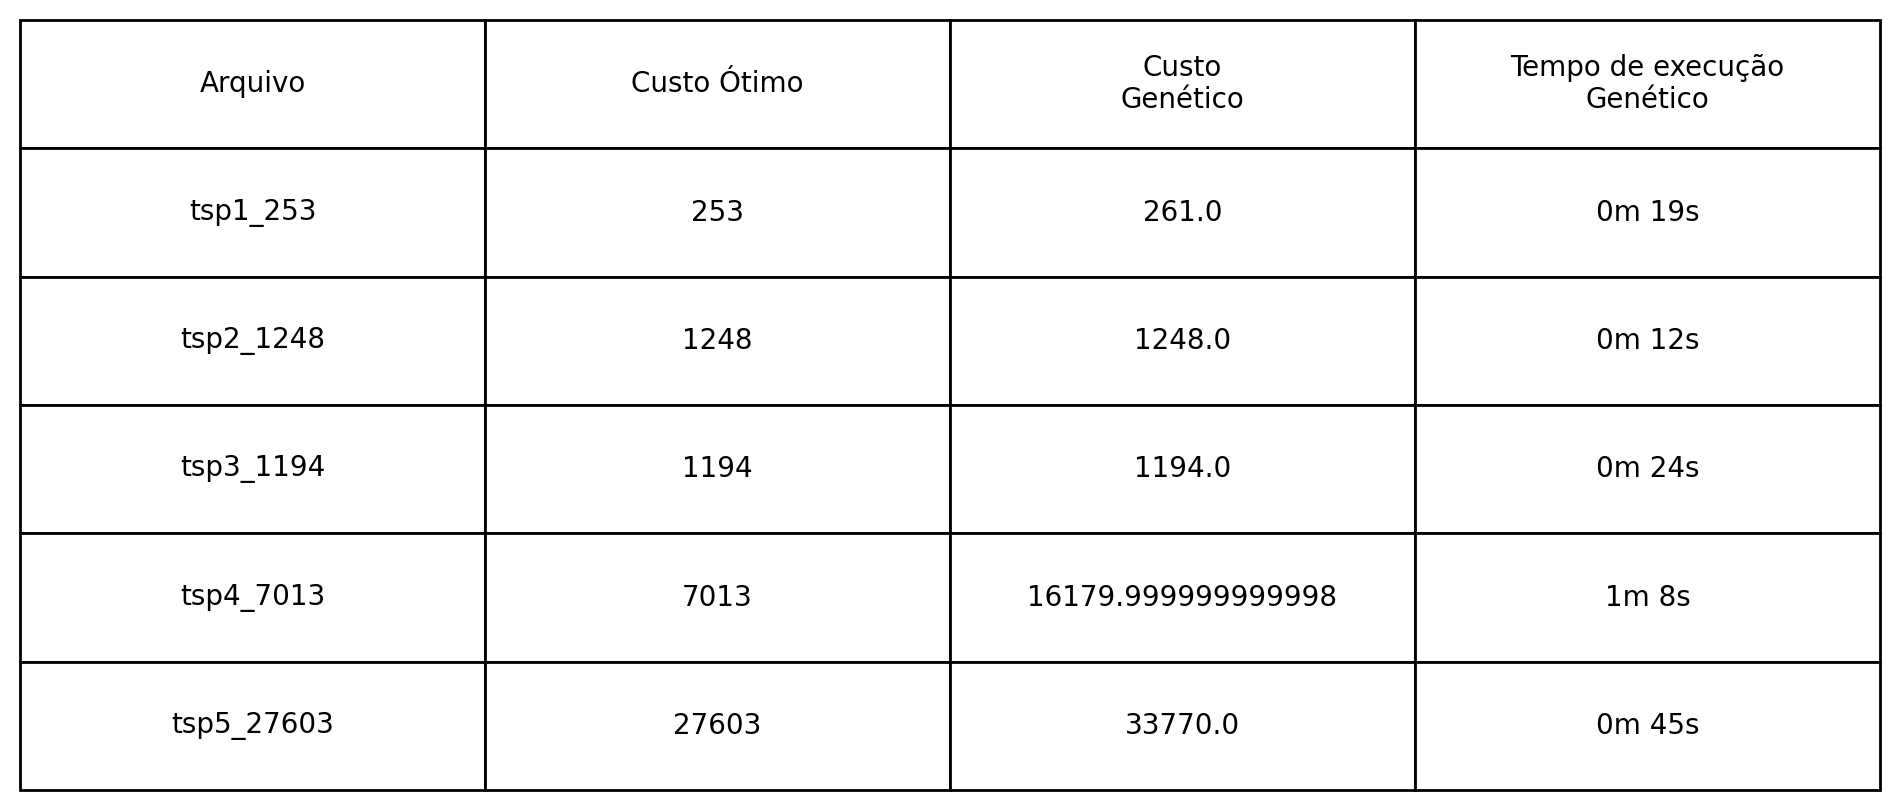 Arquivo
Custo Ótimo
Custo
Genético
Tempo de execução
Genético
tsp1_253
253
261.0
0m 19s
tsp2_1248
1248
1248.0
0m 12s
tsp3_1194
1194
1194.0
0m 24s
tsp4_7013
7013
16179.999999999998
1m 8s
tsp5_27603
27603
33770.0
0m 45s